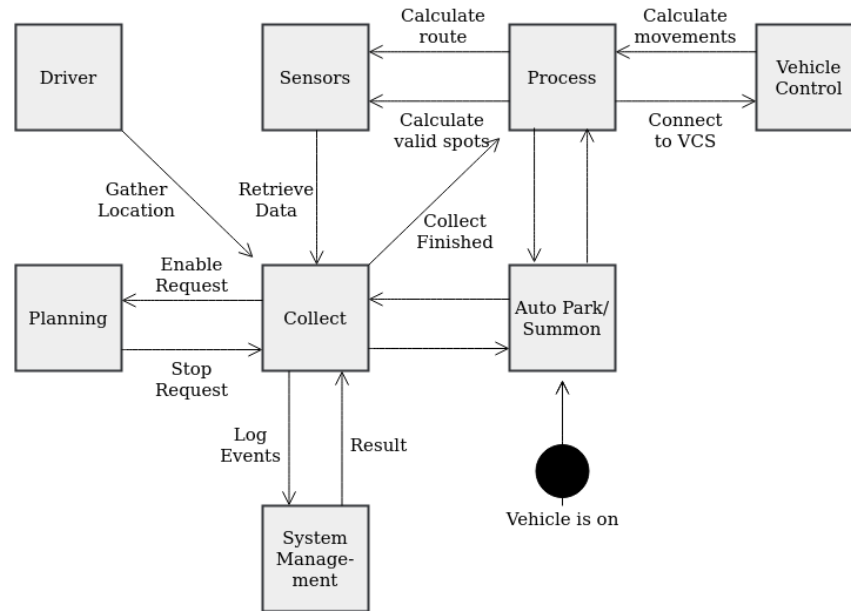 Calculate
route
Calculate
movements
Driver
Sensors
Process
Vehicle
Control
Calculate
valid spots
Connect
to VCS
Gather
Location
Retrieve
Data
Collect
Finished
Enable
Request
Planning
Collect
Auto Park/
Summon
Stop
Request
Log
Events
Result
Vehicle is on
System
Manage-
ment